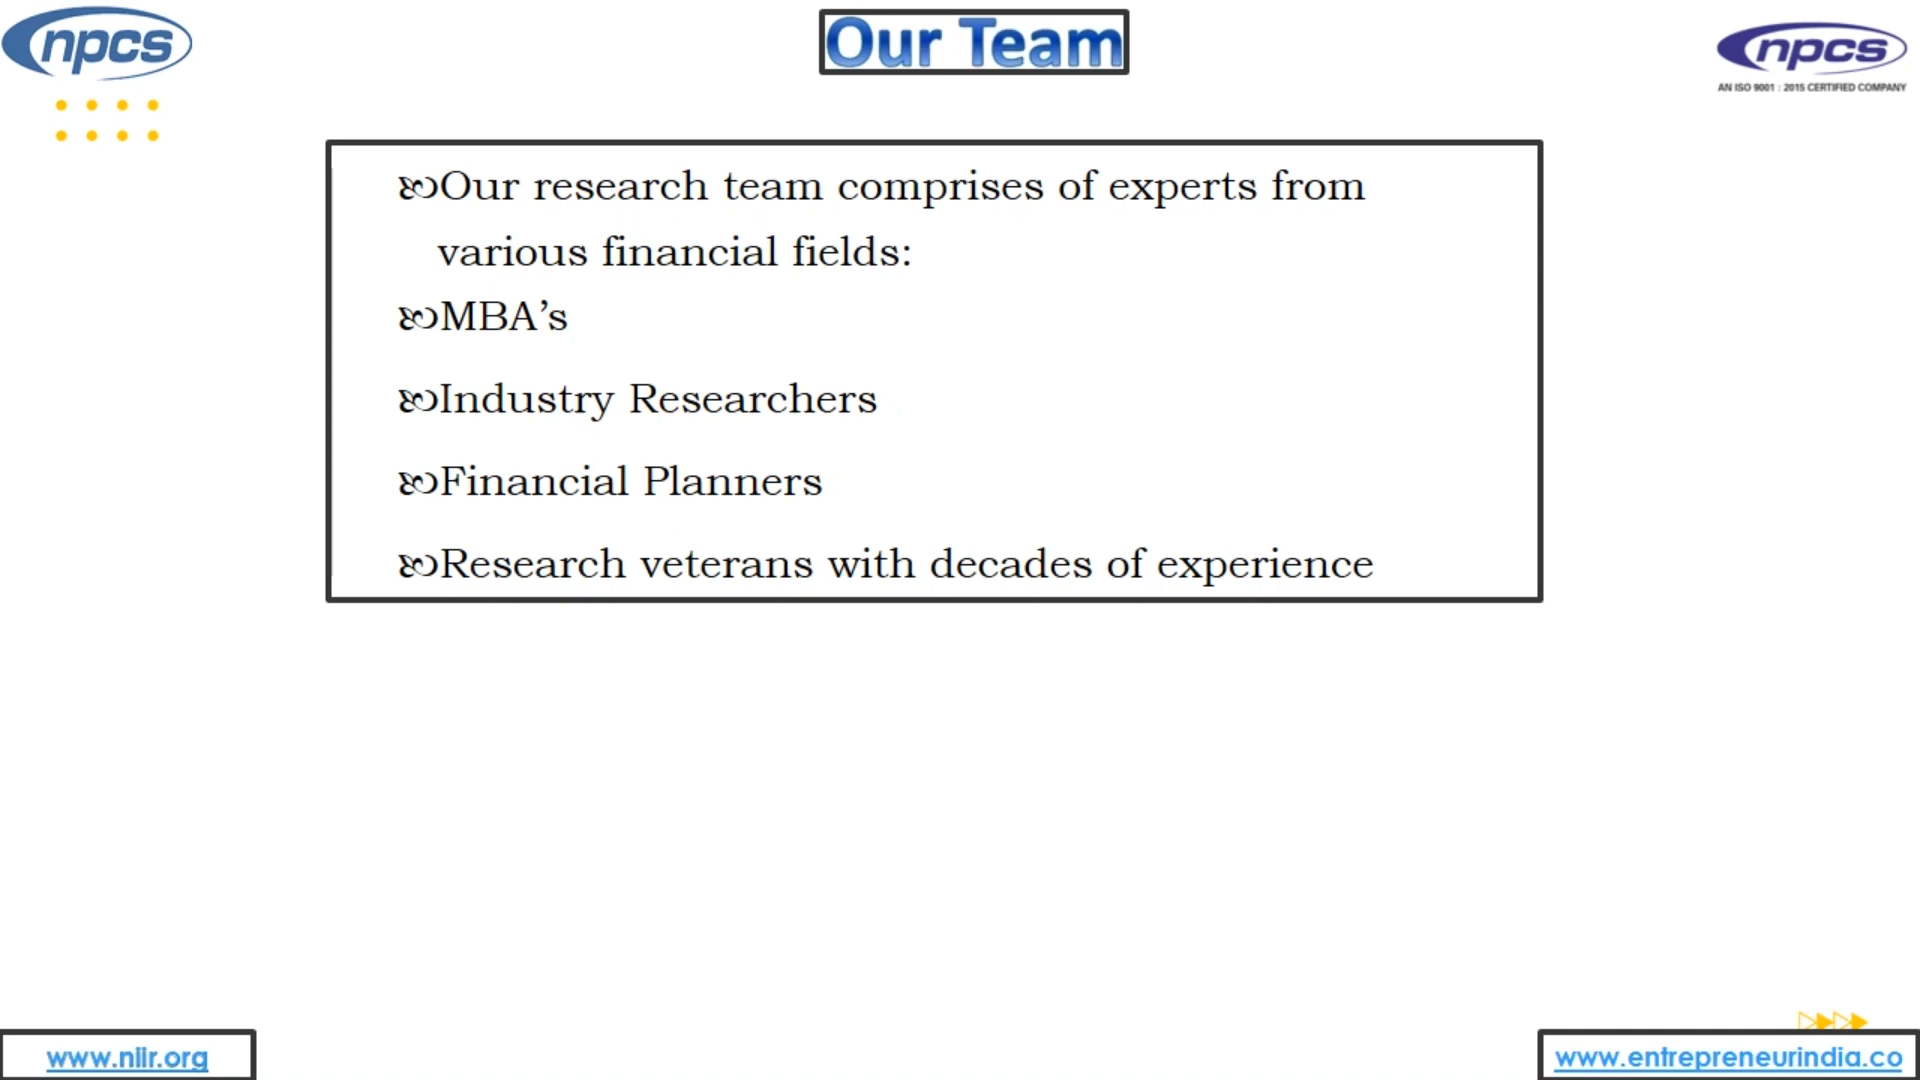 npcs
Our Team
npcs
AN ISO 9001 : 2015 CERTIFIED COMPANY
Our research team comprises of experts from
various financial fields:
MBA’s
Industry Researchers
Financial Planners
Research veterans with decades of experience
www.niir.org
www.entrepreneurindia.co